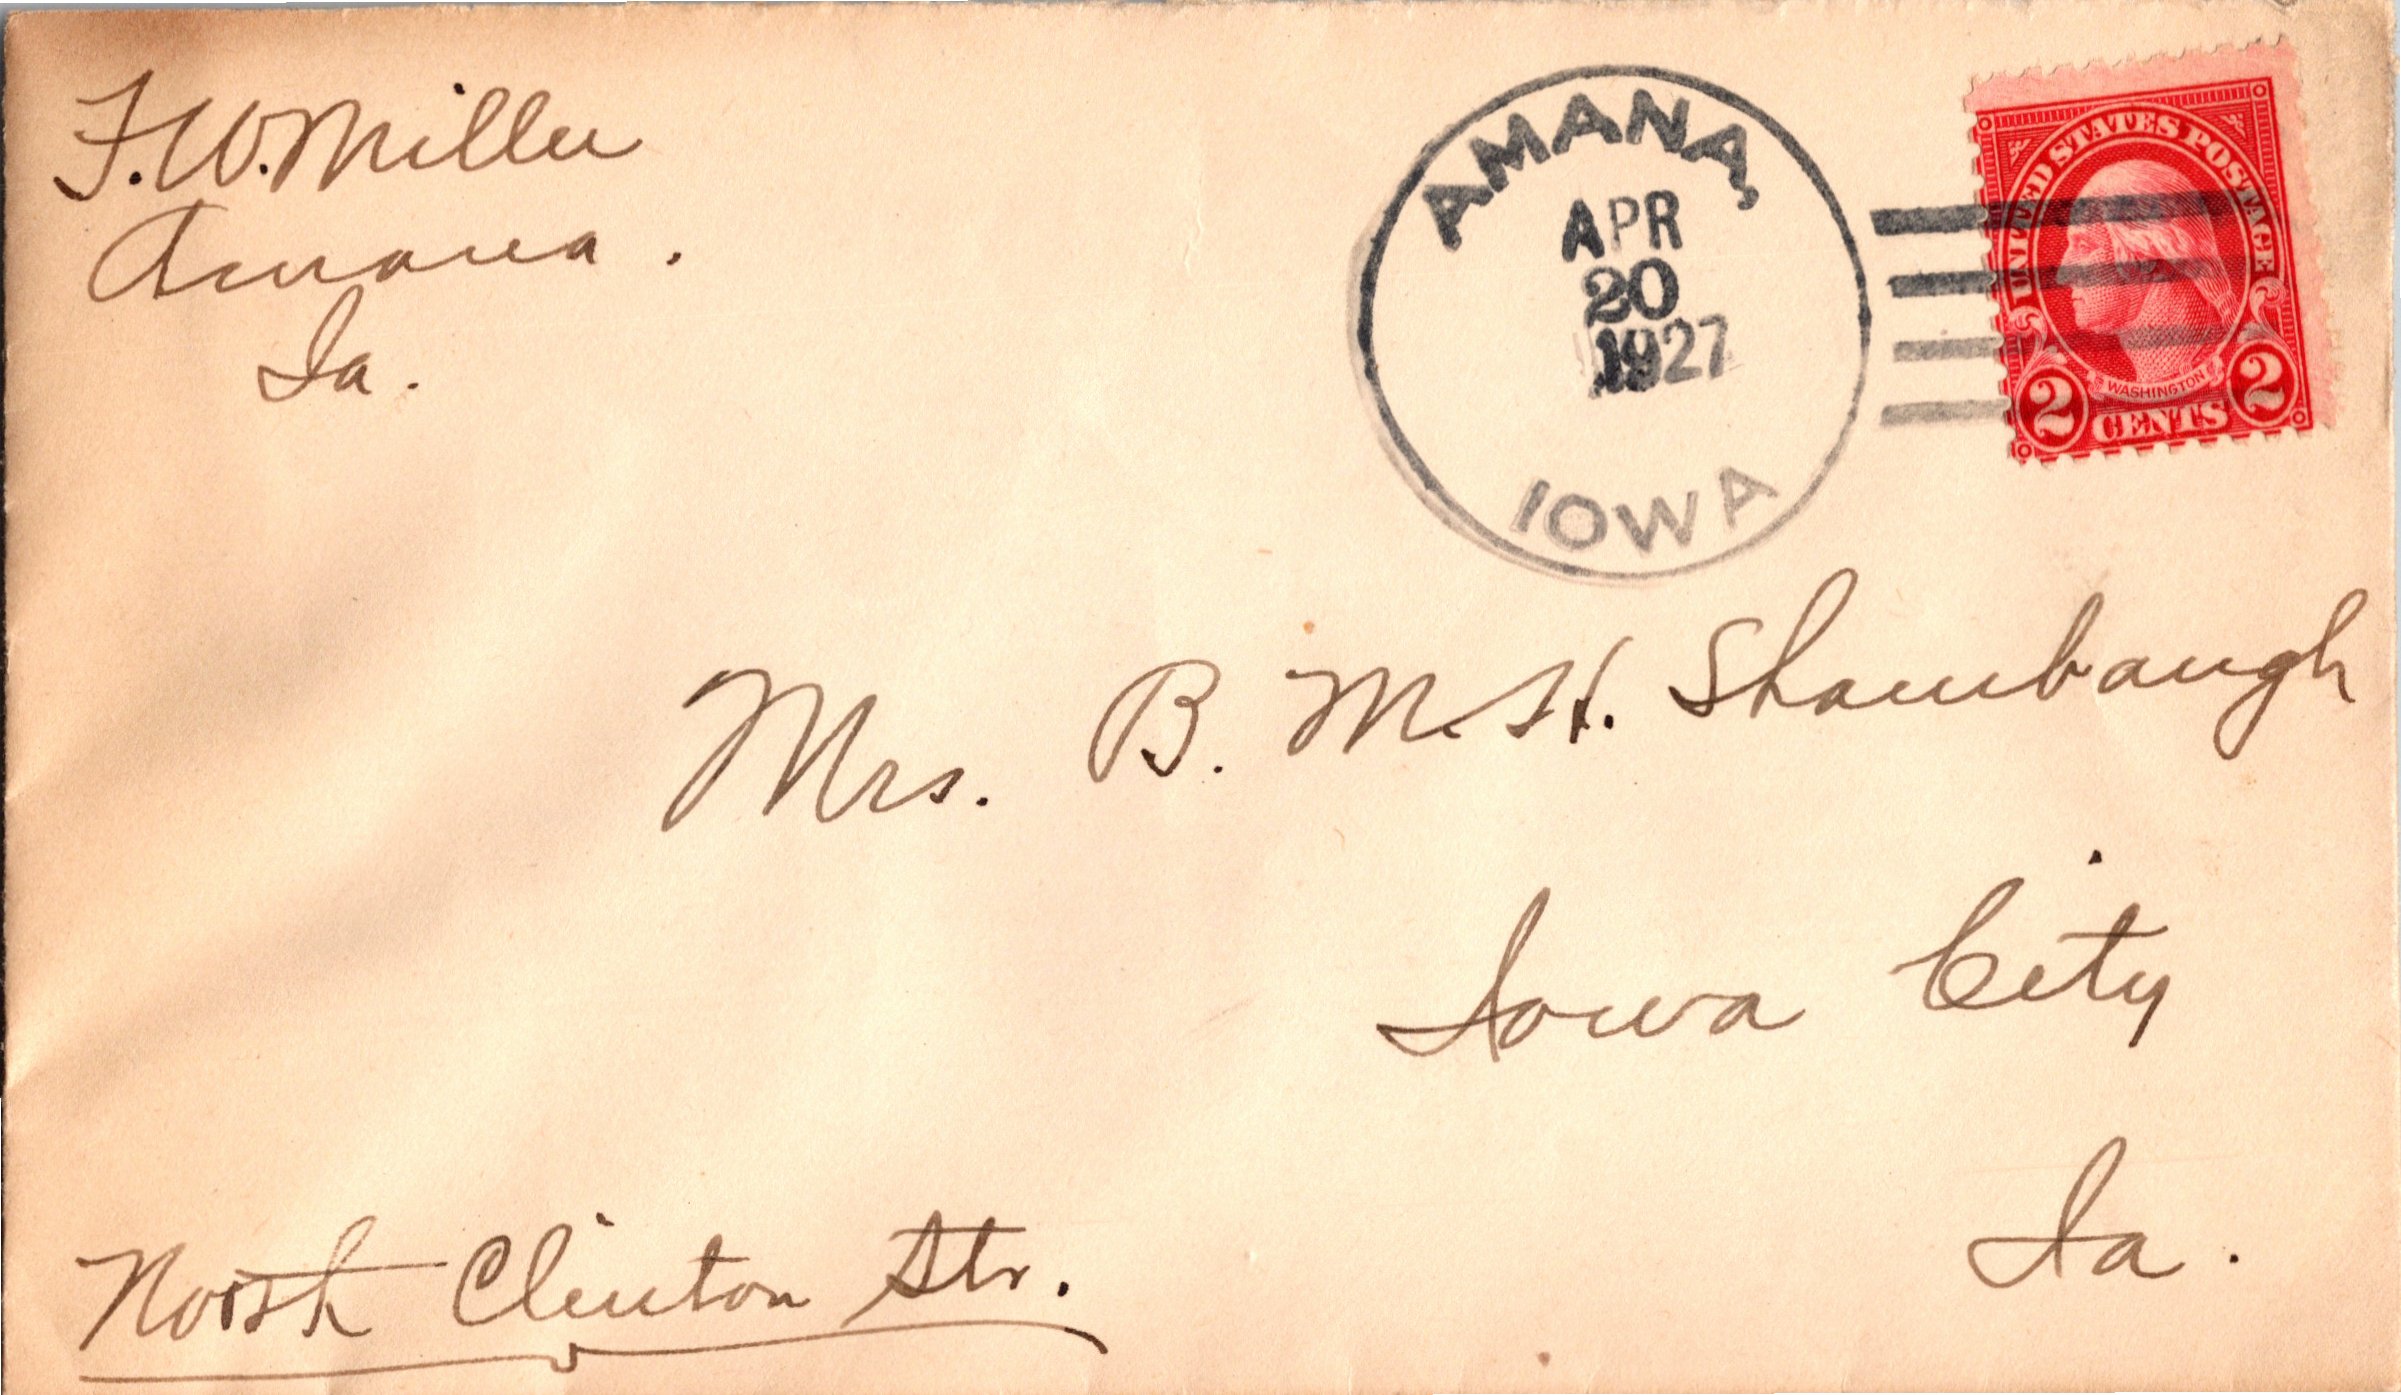 F. W. Miller
Amana.
Ia.
AMANA,
APR
20
1927
IOWA
UNITED STATES POSTAGE
WASHINGTON
2 CENTS 2
Mrs. B. M. H. Shambaugh
Iowa City
Ia.
North Clinton Str.